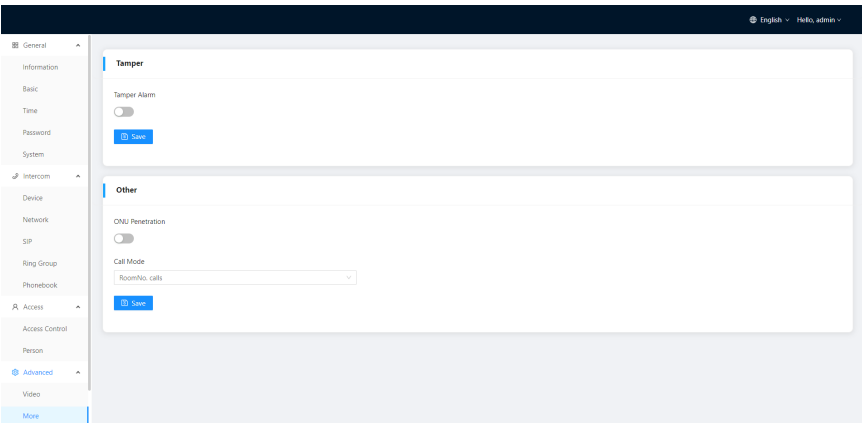 English
Hello, admin
General
Information
Basic
Time
Password
System
Intercom
Device
Network
SIP
Ring Group
Phonebook
Access
Access Control
Person
Advanced
Video
More
Tamper
Tamper Alarm
Save
Other
ONU Penetration
Call Mode
RoomNo. calls
Save